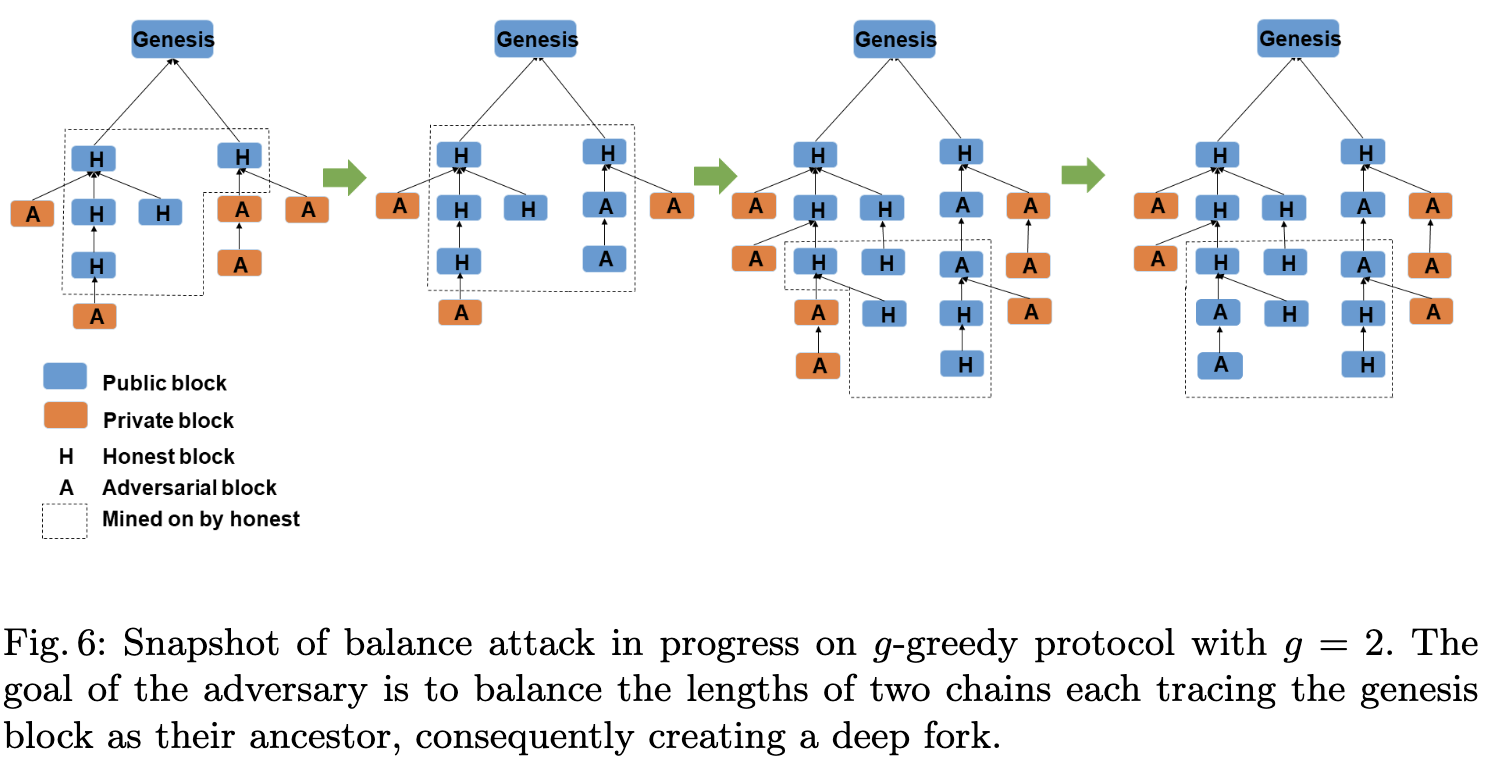 Genesis Genesis Genesis Genesis
H H H H H H H H
A H H A A A H H A A A H H A A A H H A A
H A H A A H H A A A H H A A
A A A H H A A H H A
A H A H
Public block
Private block
H Honest block
A Adversarial block
Mined on by honest
Fig. 6: Snapshot of balance attack in progress on g-greedy protocol with g = 2. The
goal of the adversary is to balance the lengths of two chains each tracing the genesis
block as their ancestor, consequently creating a deep fork.